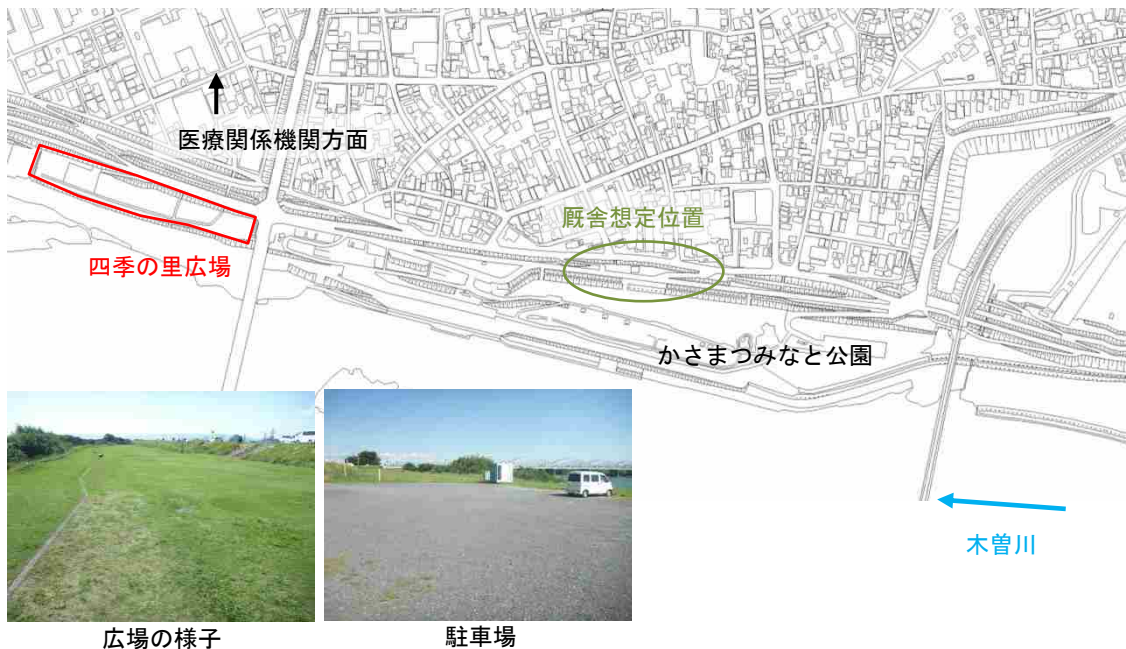 医療関係機関方面
厩舎想定位置
四季の里広場
かさまつみなと公園
木曽川
広場の様子
駐車場